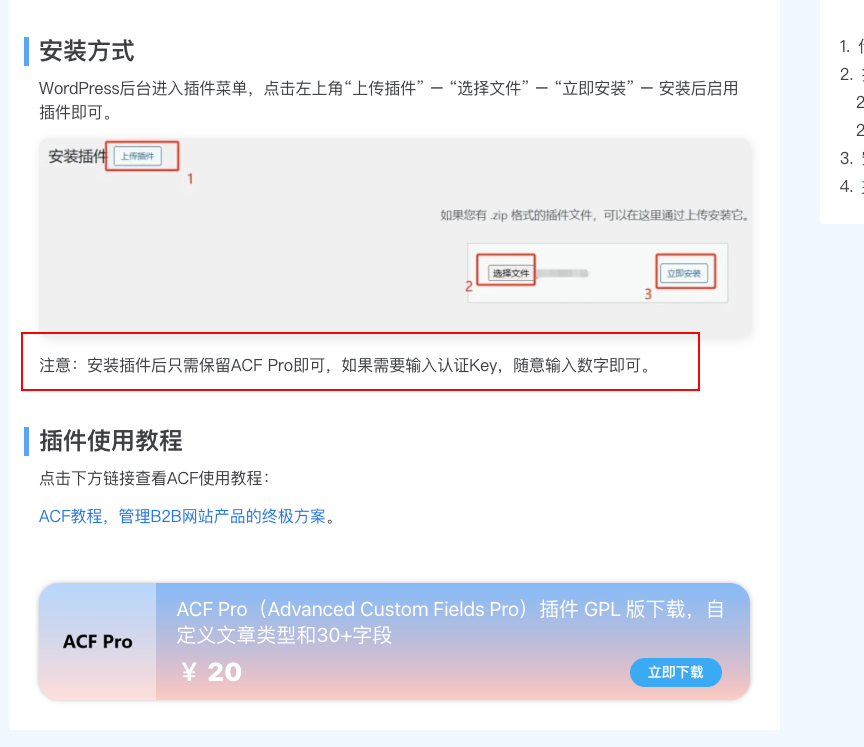 安装方式
WordPress后台进入插件菜单，点击左上角“上传插件” — “选择文件” — “立即安装” — 安装后启用
插件即可。
安装插件 上传插件
1
如果您有 .zip 格式的插件文件，可以在这里通过上传安装它。
选择文件 立即安装
2 3
注意：安装插件后只需保留ACF Pro即可，如果需要输入认证Key，随意输入数字即可。
插件使用教程
点击下方链接查看ACF使用教程：
ACF教程，管理B2B网站产品的终极方案。
ACF Pro
ACF Pro（Advanced Custom Fields Pro）插件 GPL 版下载，自
定义文章类型和30+字段
￥ 20
立即下载
1.
2.
2
2
3.
4.